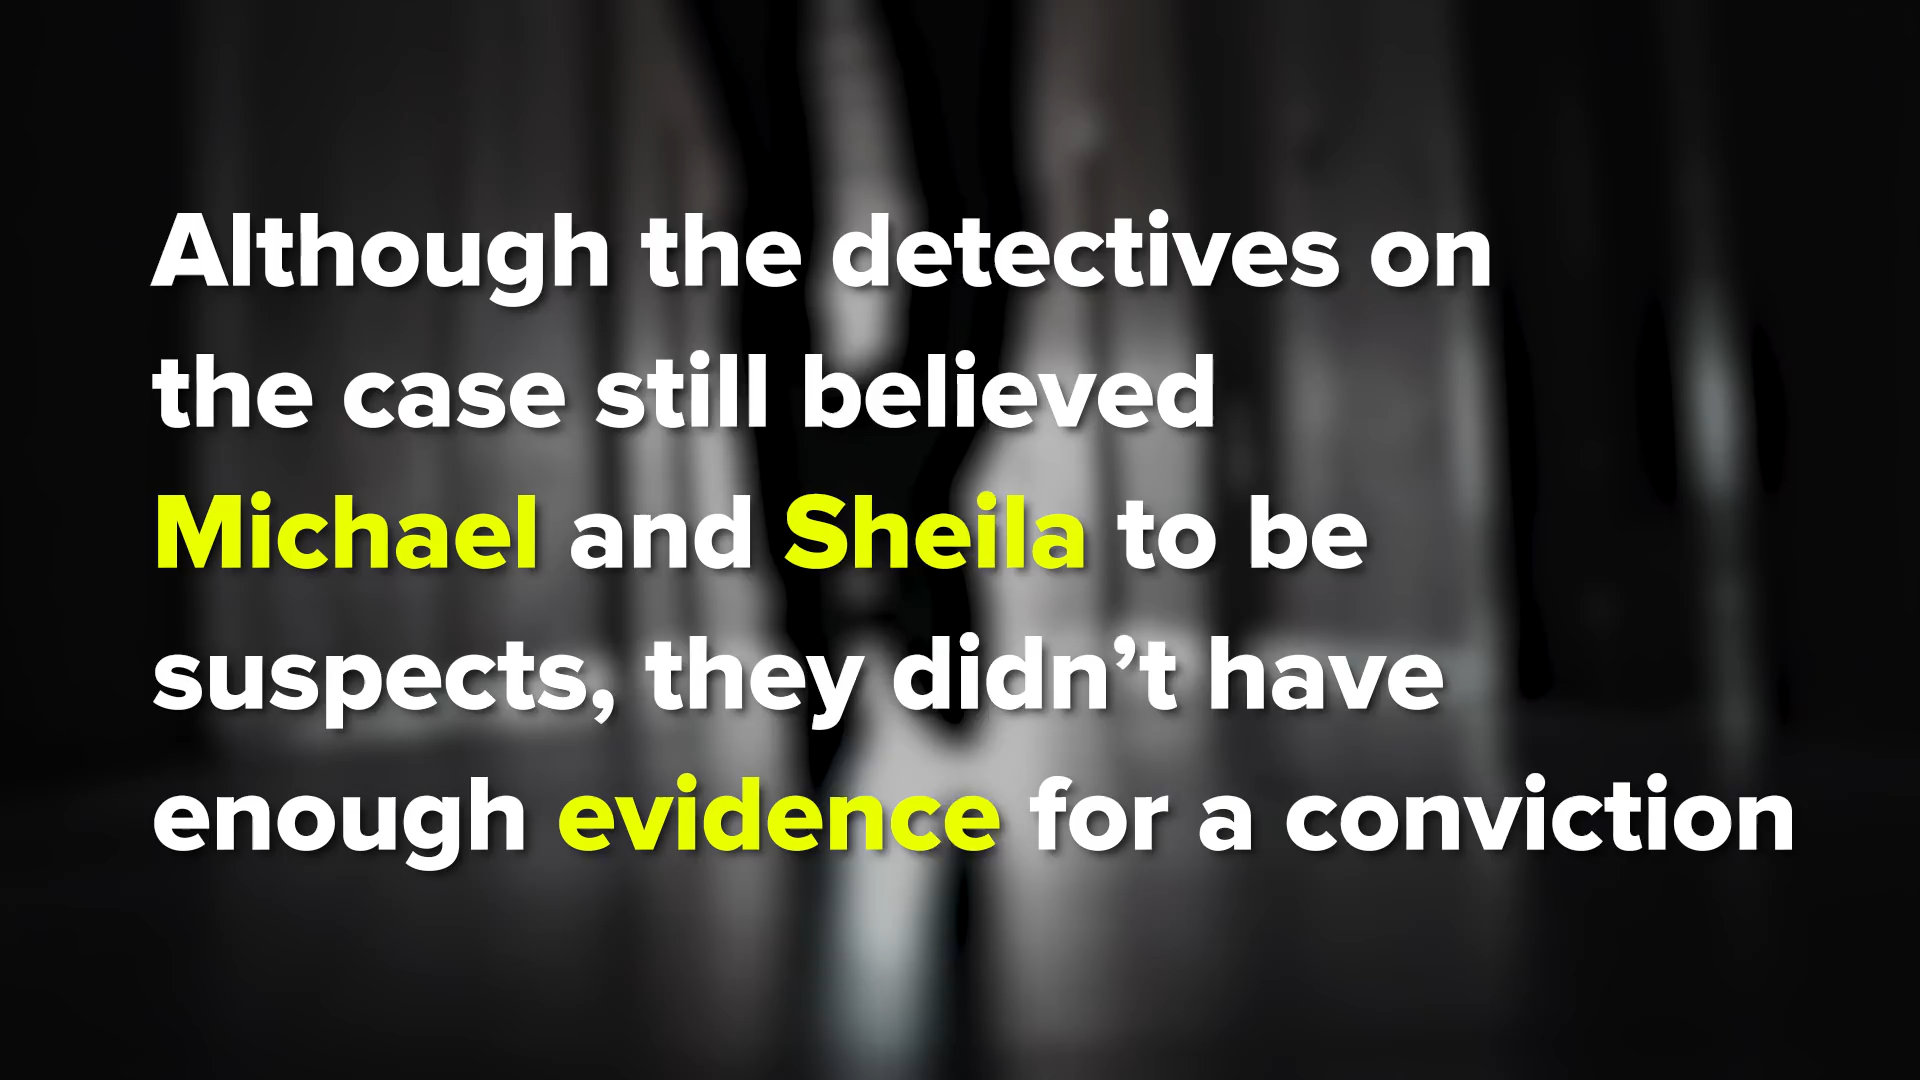 Although the detectives on
the case still believed
Michael and Sheila to be
suspects, they didn’t have
enough evidence for a conviction